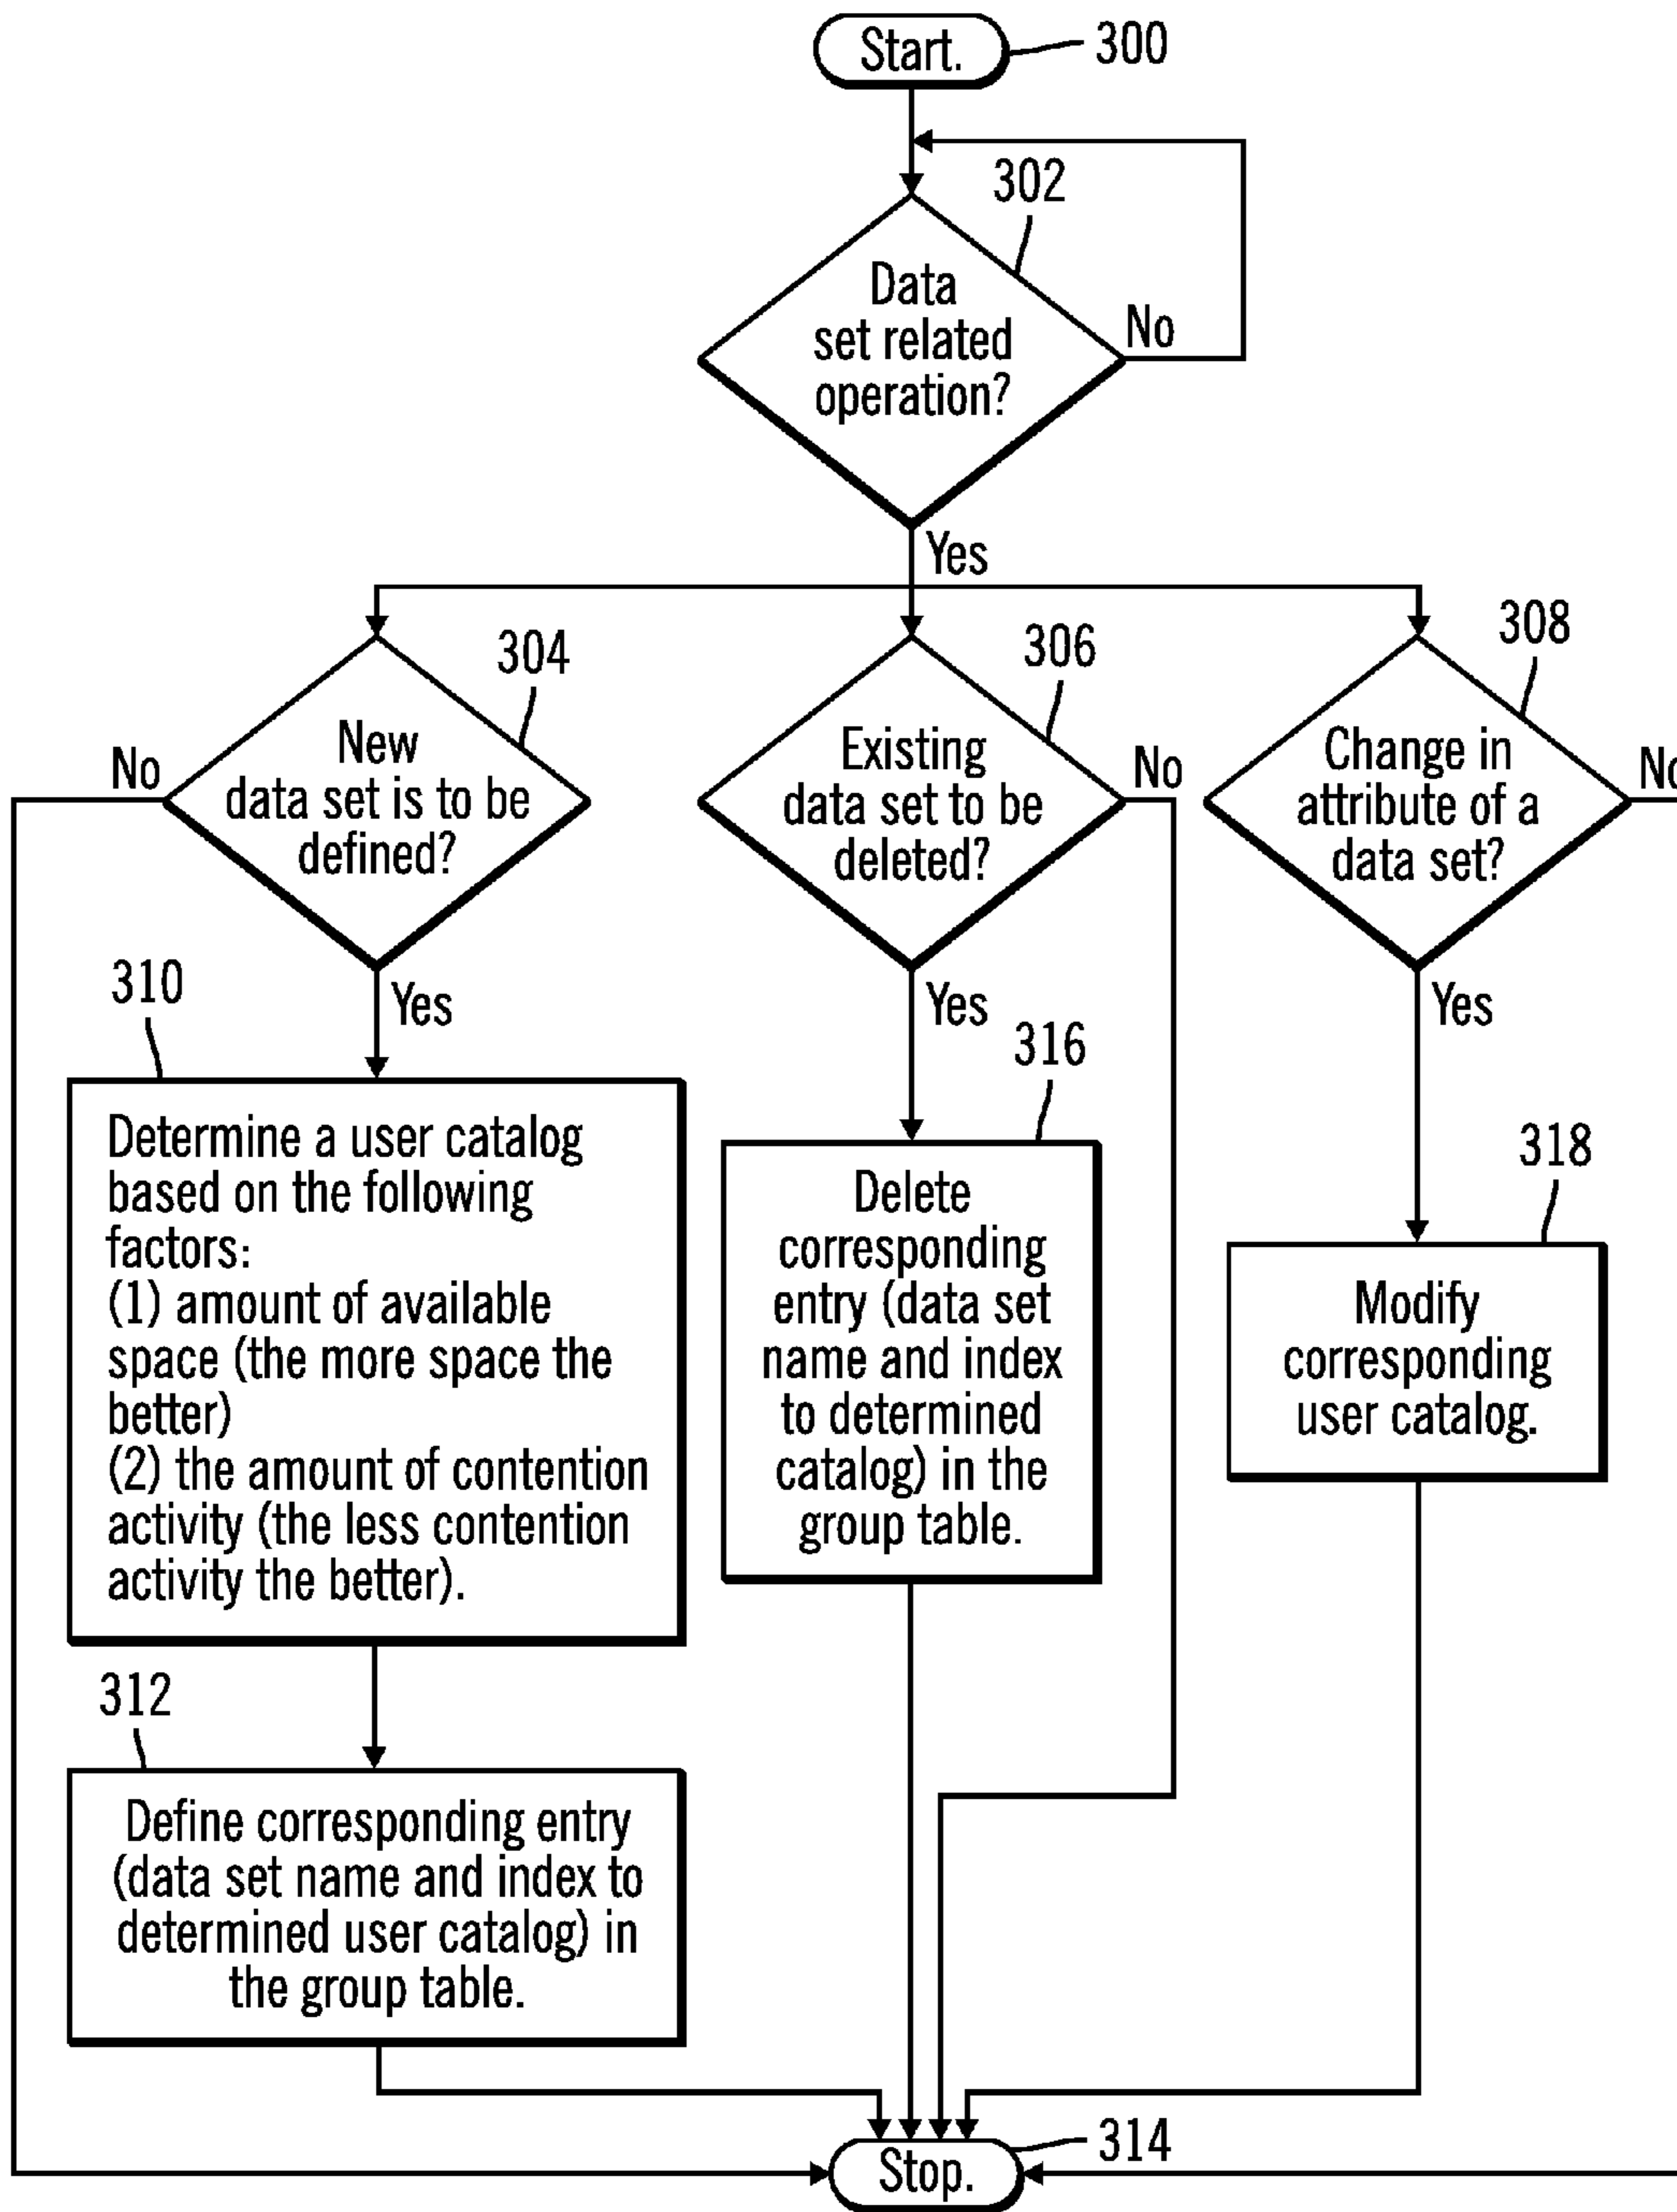 Start.
300
302
Data
set related
operation?
No
Yes
304
306
308
New
data set is to be
defined?
No
Existing
data set to be
deleted?
No
Change in
attribute of a
data set?
No
Yes
Yes
Yes
310
Determine a user catalog
based on the following
factors:
(1) amount of available
space (the more space the
better)
(2) the amount of contention
activity (the less contention
activity the better).
316
Delete
corresponding
entry (data set
name and index
to determined
catalog) in the
group table.
318
Modify
corresponding
user catalog.
312
Define corresponding entry
(data set name and index to
determined user catalog) in
the group table.
Stop.
314